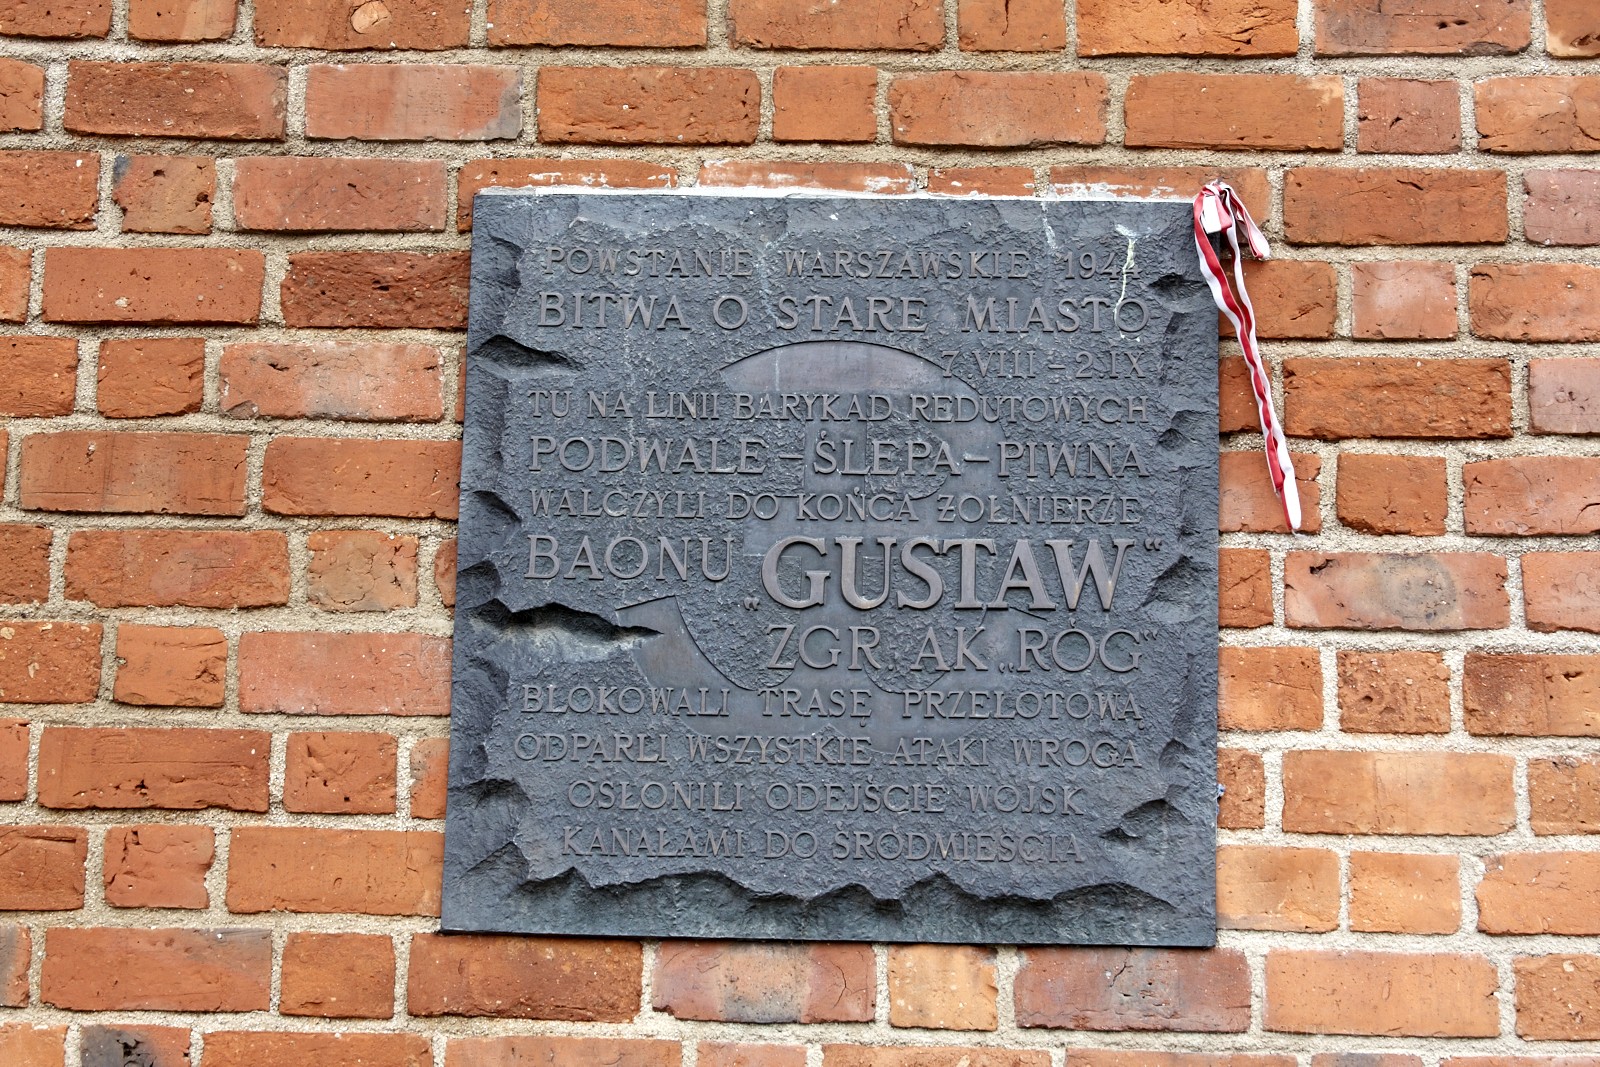 POWSTANIE WARSZAWSKIE 1944
BITWA O STARE MIASTO
7 VIII - 2 IX
TU NA LINII BARYKAD REDUTOWYCH
PODWALE - ŚLEPA - PIWNA
WALCZYLI DO KOŃCA ŻOŁNIERZE
BAONU „GUSTAW“
ZGR. AK „RÓG“
BLOKOWALI TRASĘ PRZELOTOWĄ
ODPARLI WSZYSTKIE ATAKI WROGA
OSŁONILI ODEJŚCIE WOJSK
KANAŁAMI DO ŚRÓDMIEŚCIA